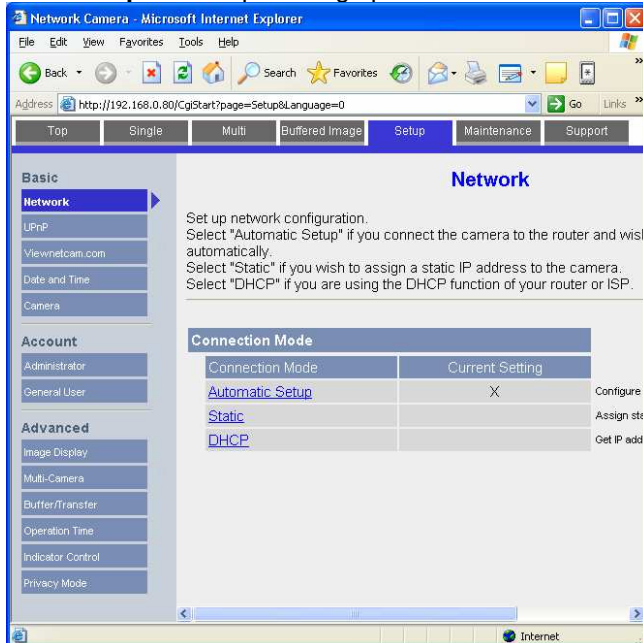 Network Camera - Microsoft Internet Explorer
File Edit View Favorites Tools Help
Back Search Favorites
Address http://192.168.0.80/CgiStart?page=Setup&Language=0 Go Links »
Top Single Multi Buffered Image Setup Maintenance Support
Basic
Network
UPnP
Viewnetcam.com
Date and Time
Camera
Account
Administrator
General User
Advanced
Image Display
Multi-Camera
Buffer/Transfer
Operation Time
Indicator Control
Privacy Mode
Network
Set up network configuration.
Select "Automatic Setup" if you connect the camera to the router and wis
automatically.
Select "Static" if you wish to assign a static IP address to the camera.
Select "DHCP" if you are using the DHCP function of your router or ISP.
Connection Mode
Connection Mode Current Setting
Automatic Setup X Configure
Static Assign sta
DHCP Get IP add
Internet